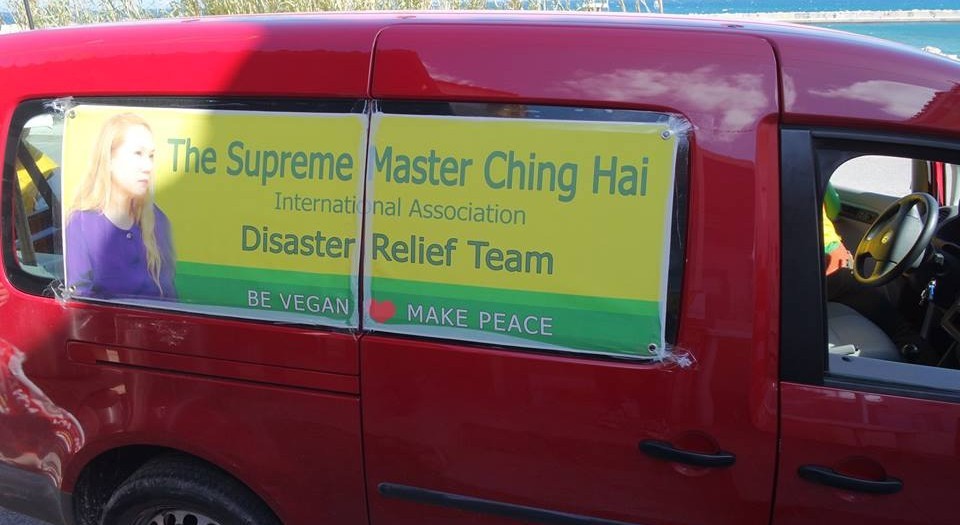 The Supreme Master Ching Hai
International Association
Disaster Relief Team
BE VEGAN MAKE PEACE